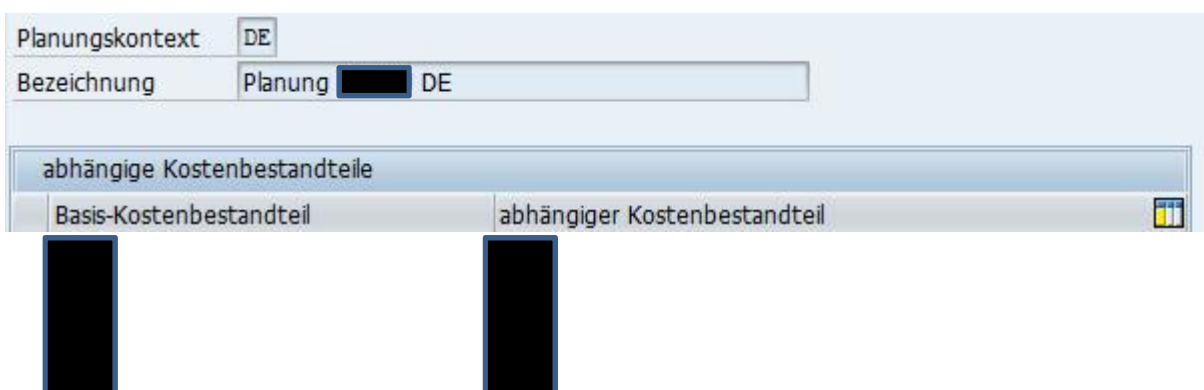 Planungskontext DE
Bezeichnung Planung DE
abhängige Kostenbestandteile
Basis-Kostenbestandteil abhängiger Kostenbestandteil